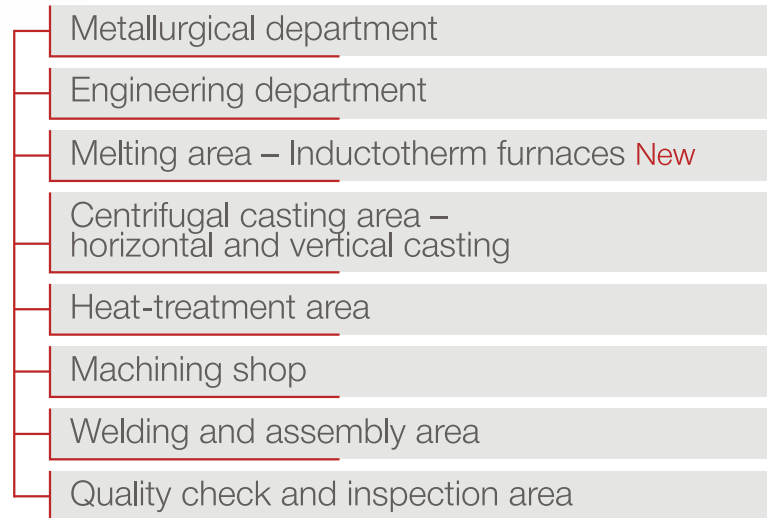 Metallurgical department
Engineering department
Melting area – Inductotherm furnaces New
Centrifugal casting area –
horizontal and vertical casting
Heat-treatment area
Machining shop
Welding and assembly area
Quality check and inspection area